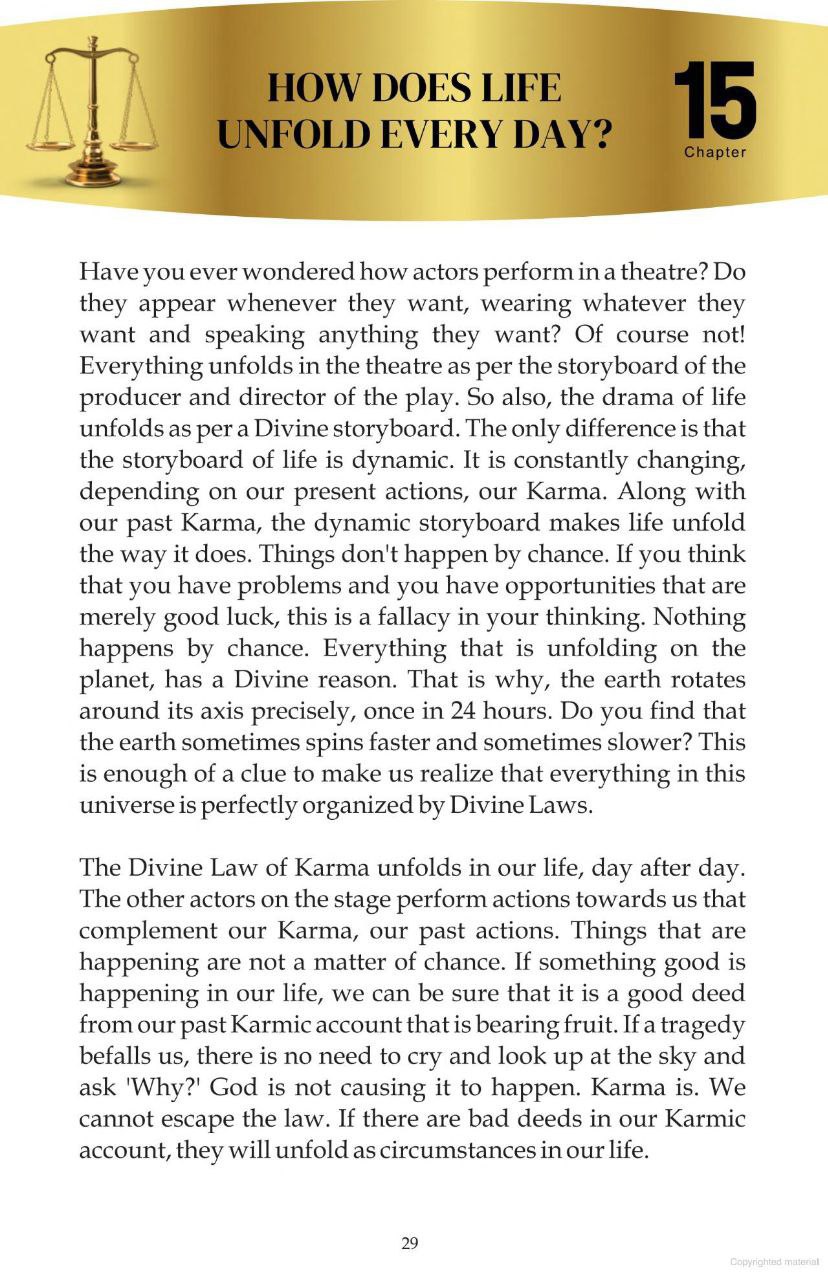 HOW DOES LIFE
UNFOLD EVERY DAY?
15
Chapter
Have you ever wondered how actors perform in a theatre? Do
they appear whenever they want, wearing whatever they
want and speaking anything they want? Of course not!
Everything unfolds in the theatre as per the storyboard of the
producer and director of the play. So also, the drama of life
unfolds as per a Divine storyboard. The only difference is that
the storyboard of life is dynamic. It is constantly changing,
depending on our present actions, our Karma. Along with
our past Karma, the dynamic storyboard makes life unfold
the way it does. Things don't happen by chance. If you think
that you have problems and you have opportunities that are
merely good luck, this is a fallacy in your thinking. Nothing
happens by chance. Everything that is unfolding on the
planet, has a Divine reason. That is why, the earth rotates
around its axis precisely, once in 24 hours. Do you find that
the earth sometimes spins faster and sometimes slower? This
is enough of a clue to make us realize that everything in this
universe is perfectly organized by Divine Laws.
The Divine Law of Karma unfolds in our life, day after day.
The other actors on the stage perform actions towards us that
complement our Karma, our past actions. Things that are
happening are not a matter of chance. If something good is
happening in our life, we can be sure that it is a good deed
from our past Karmic account that is bearing fruit. If a tragedy
befalls us, there is no need to cry and look up at the sky and
ask 'Why?' God is not causing it to happen. Karma is. We
cannot escape the law. If there are bad deeds in our Karmic
account, they will unfold as circumstances in our life.
29
Copyrighted material